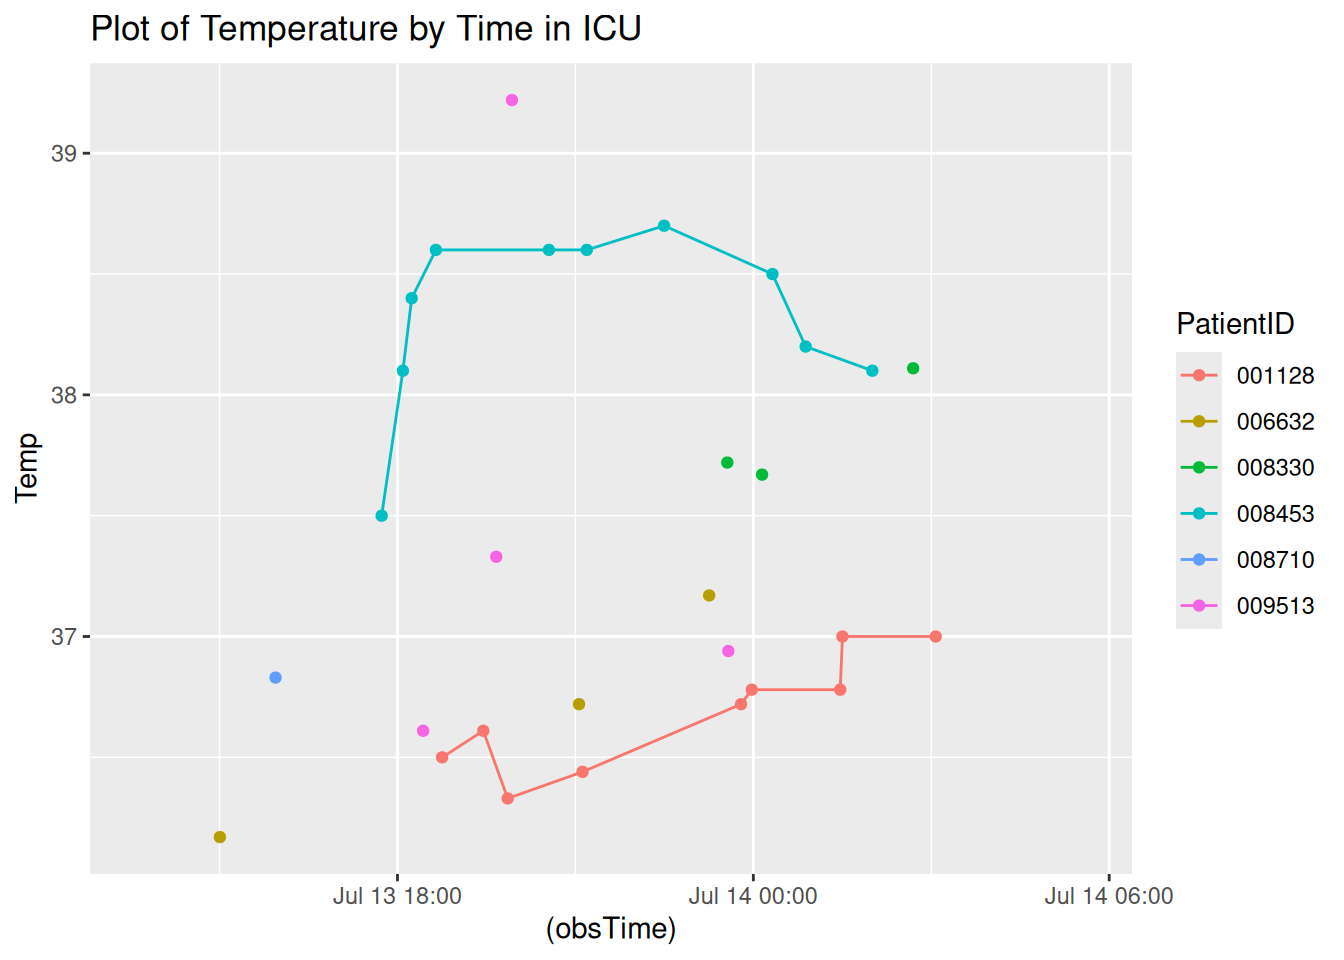 Plot of Temperature by Time in ICU
39
38
37
Temp
Jul 13 18:00
Jul 14 00:00
Jul 14 06:00
(obsTime)
PatientID
001128
006632
008330
008453
008710
009513